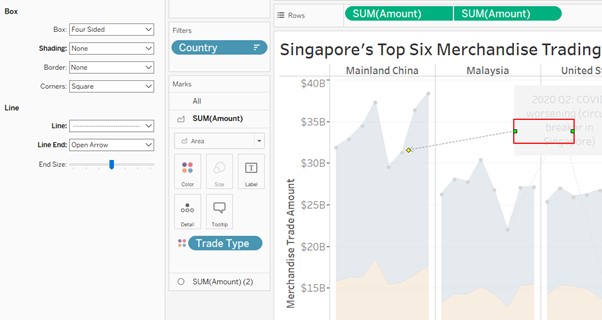 Box
Box: Four Sided
Shading: None
Border: None
Corners: Square
Line
Line:
Line End: Open Arrow
End Size:
Filters
Country
Marks
All
SUM(Amount)
Area
Color
Size
Label
Detail
Tooltip
Trade Type
SUM(Amount) (2)
Rows
SUM(Amount) SUM(Amount)
Singapore's Top Six Merchandise Trading
Mainland China Malaysia United
Merchandise Trade Amount
$40B
$35B
$30B
$25B
$20B
$15B
2020 Q2: COVI
worsening (circu
breaker in
Singapore)